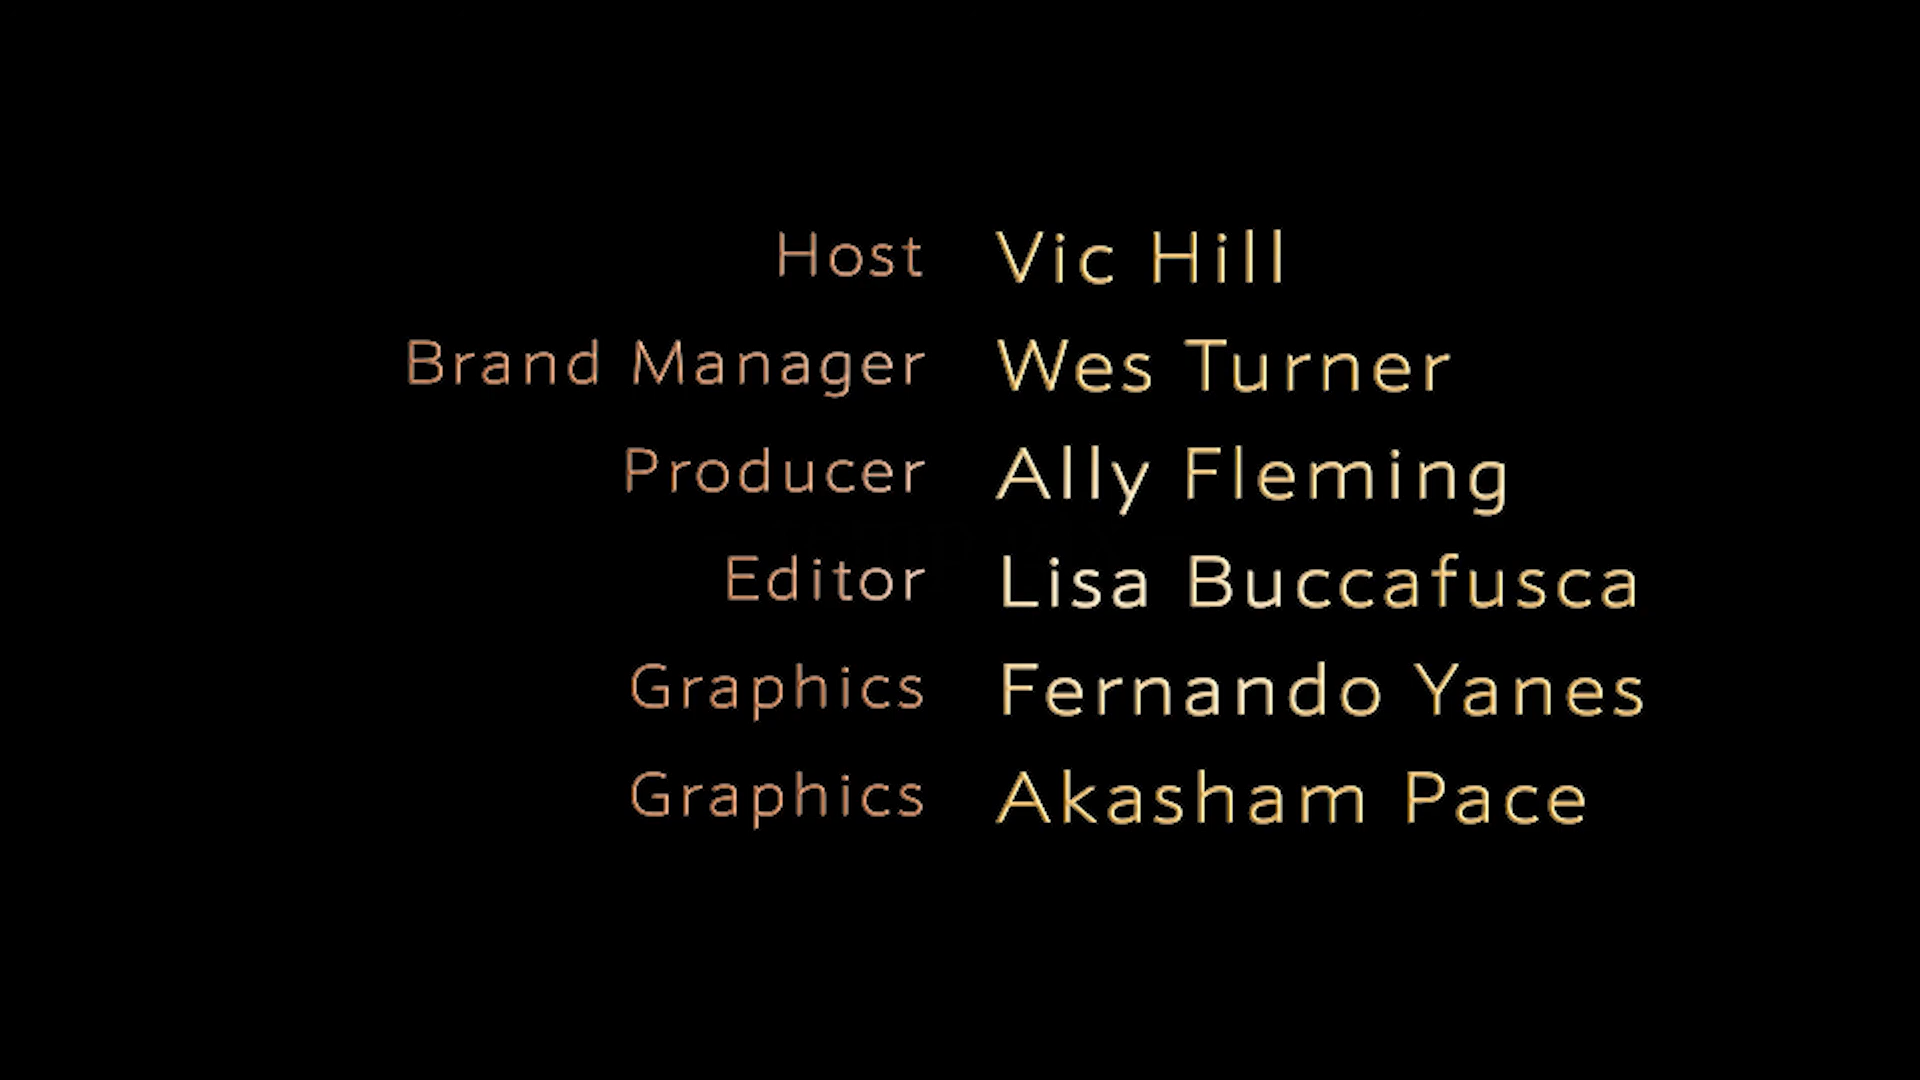 Host Vic Hill
Brand Manager Wes Turner
Producer Ally Fleming
Editor Lisa Buccafusca
Graphics Fernando Yanes
Graphics Akasham Pace